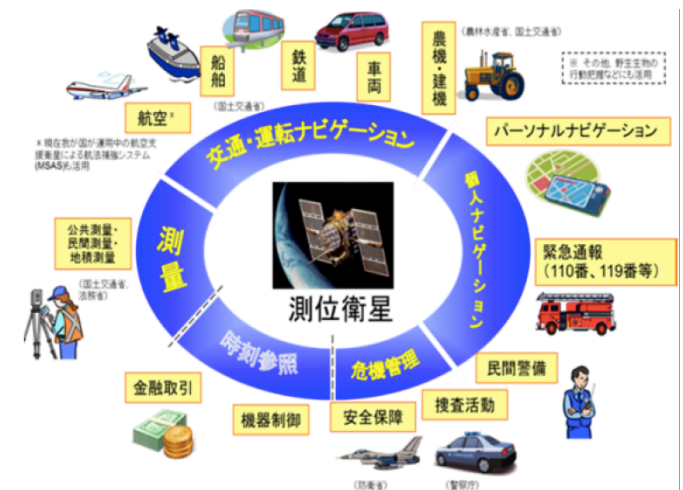 船舶
鉄道
車両
農機・建機
(農林水産省、国土交通省)
※ その他、野生生物の
行動把握などにも活用
(国土交通省)
航空※
※現在我が国が運用中の航空支
援衛星による航法補強システム
(MSAS)も活用
交通・運転ナビゲーション
パーソナルナビゲーション
個人ナビゲーション
測量
公共測量・
民間測量・
地積測量
(国土交通省、
法務省)
測位衛星
緊急通報
(110番、119番等)
時刻参照
危機管理
民間警備
金融取引
機器制御
安全保障
捜査活動
(防衛省)
(警察庁)